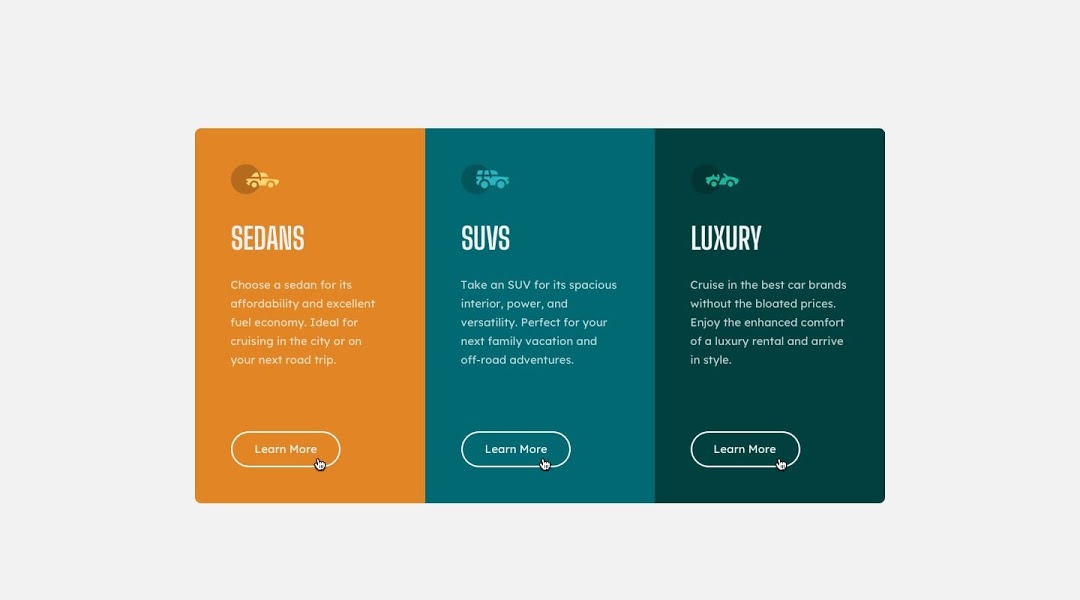 SEDANS
Choose a sedan for its
affordability and excellent
fuel economy. Ideal for
cruising in the city or on
your next road trip.
Learn More
SUVS
Take an SUV for its spacious
interior, power, and
versatility. Perfect for your
next family vacation and
off-road adventures.
Learn More
LUXURY
Cruise in the best car brands
without the bloated prices.
Enjoy the enhanced comfort
of a luxury rental and arrive
in style.
Learn More